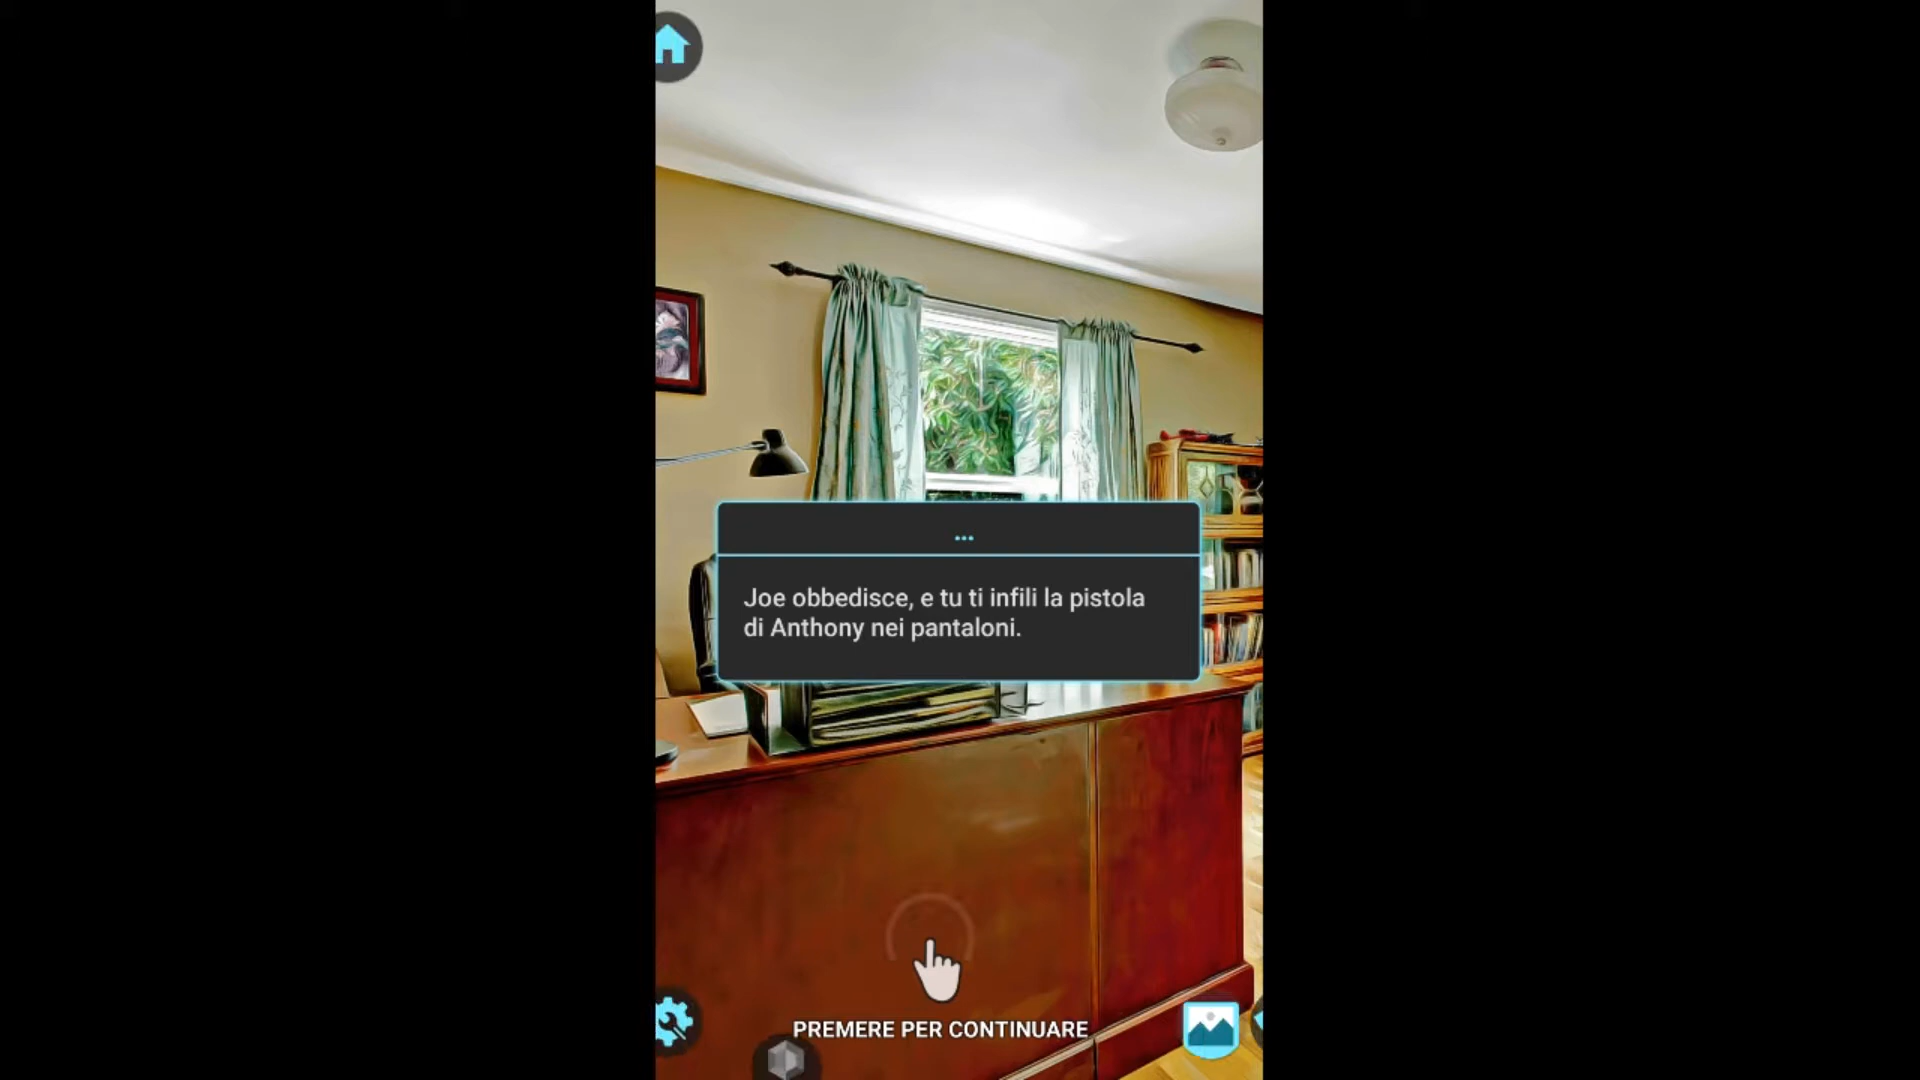 ...
Joe obbedisce, e tu ti infili la pistola
di Anthony nei pantaloni.
PREMERE PER CONTINUARE